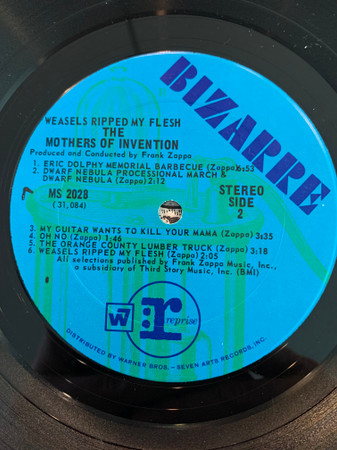 BIZARRE
WEASELS RIPPED MY FLESH
THE
MOTHERS OF INVENTION
Produced and Conducted by Frank Zappa
1. ERIC DOLPHY MEMORIAL BARBECUE (Zappa) 6:53
2. DWARF NEBULA PROCESSIONAL MARCH &
DWARF NEBULA (Zappa) 2:12
MS 2028
(31,084)
STEREO
SIDE
2
3. MY GUITAR WANTS TO KILL YOUR MAMA (Zappa) 3:35
4. OH NO (Zappa) 1:46
5. THE ORANGE COUNTY LUMBER TRUCK (Zappa) 3:18
6. WEASELS RIPPED MY FLESH (Zappa) 2:05
All selections published by Frank Zappa Music, Inc.,
a subsidiary of Third Story Music, Inc. (BMI)
W7
r: reprise
DISTRIBUTED BY WARNER BROS. – SEVEN ARTS RECORDS, INC.